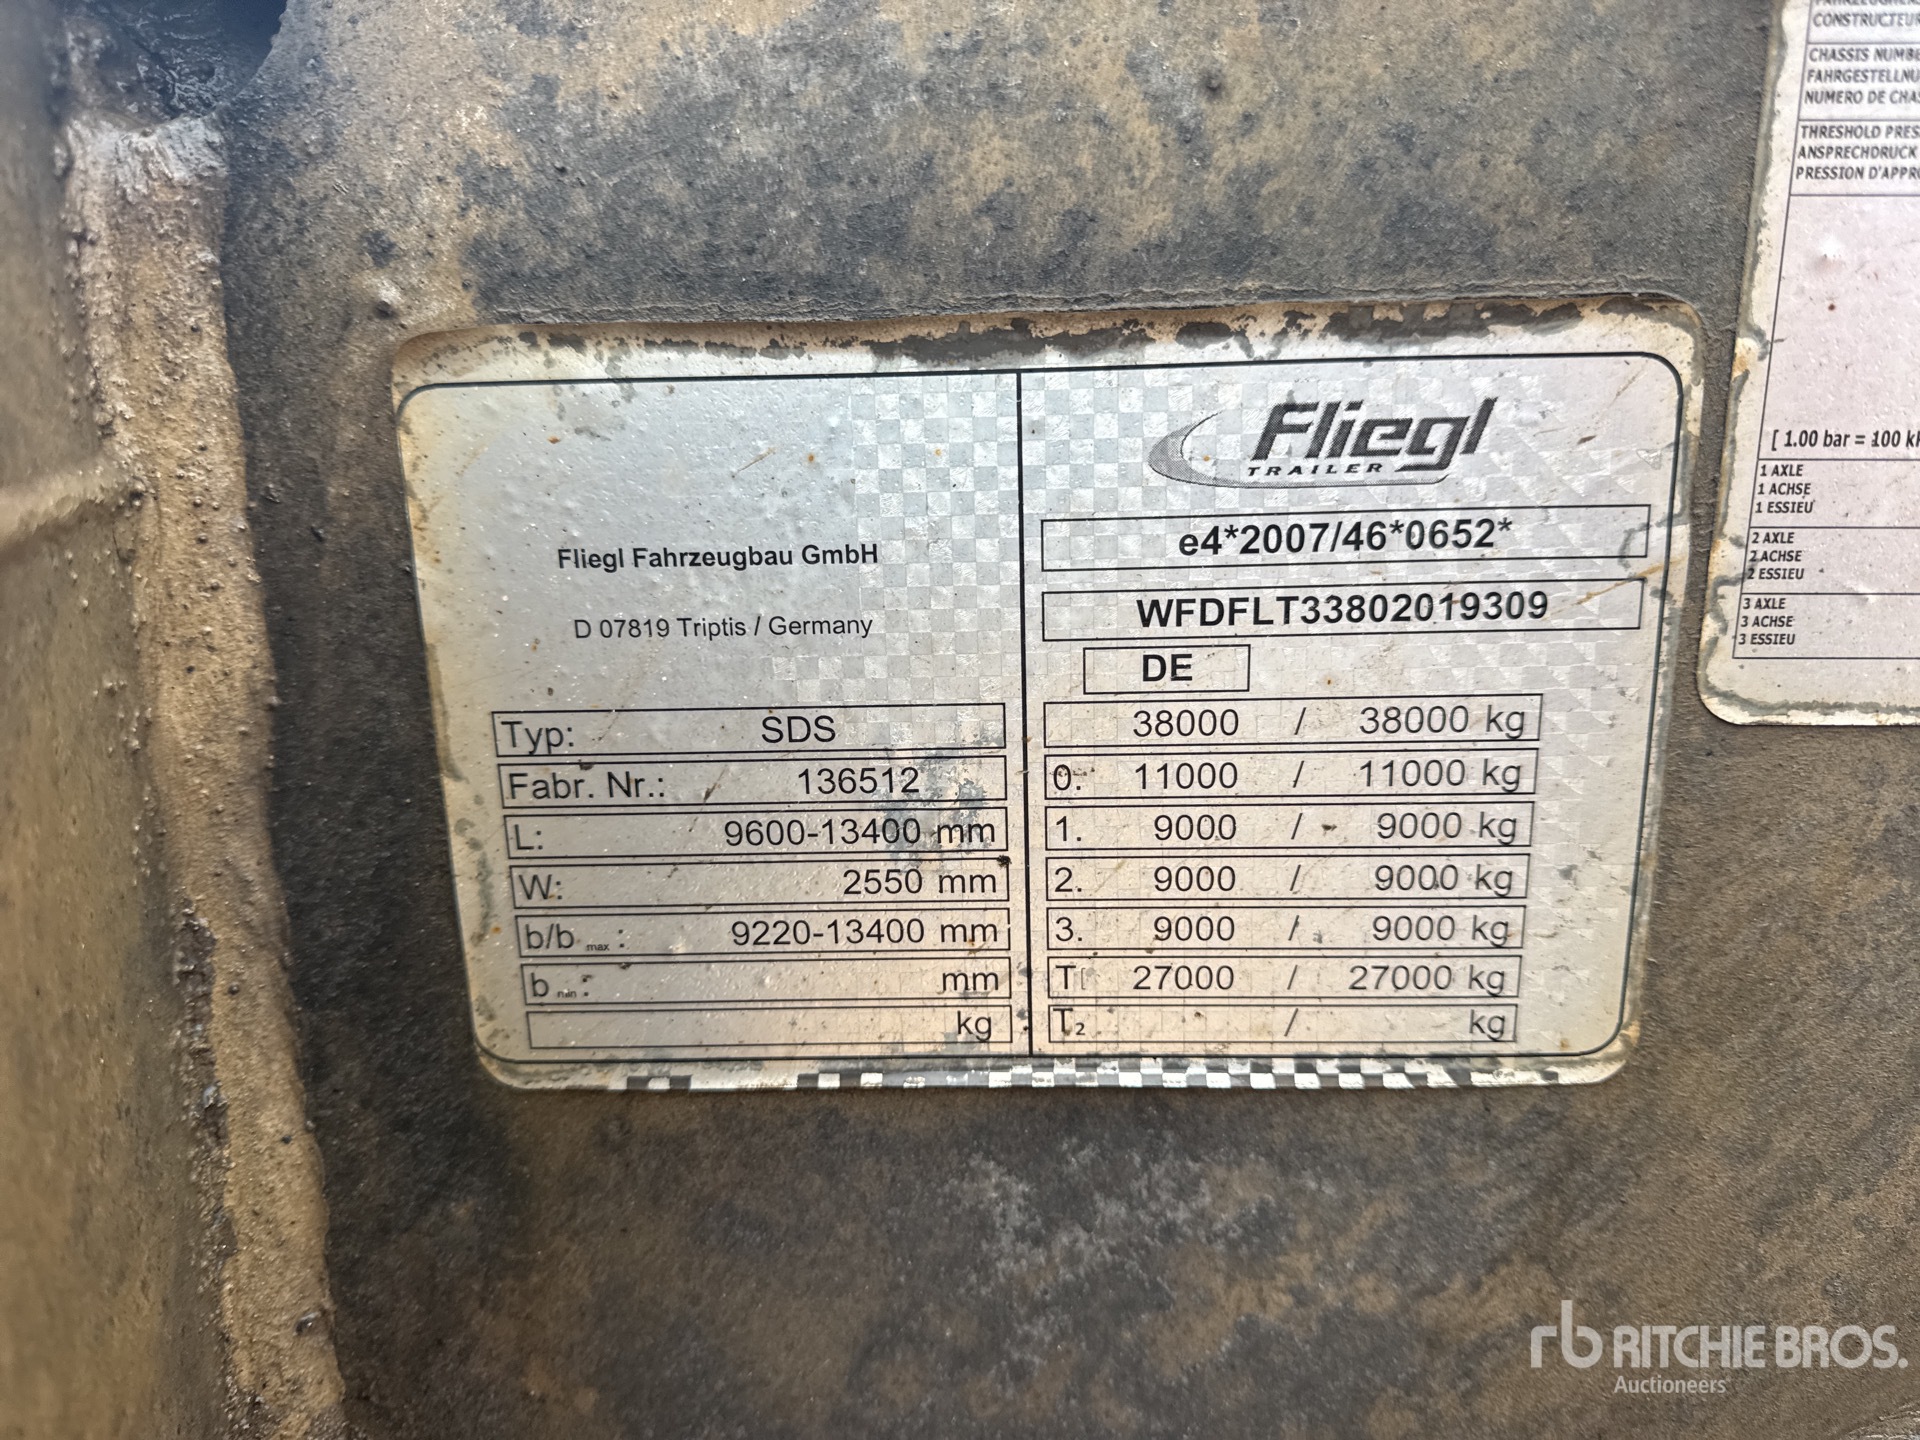 Fliegl
TRAILER
Fliegl Fahrzeugbau GmbH
D 07819 Triptis / Germany
Typ: SDS
Fabr. Nr.: 136512
L: 9600-13400 mm
W: 2550 mm
b/b max : 9220-13400 mm
b min : mm
kg
e4*2007/46*0652*
WFDFLT33802019309
DE
38000 / 38000 kg
0. 11000 / 11000 kg
1. 9000 / 9000 kg
2. 9000 / 9000 kg
3. 9000 / 9000 kg
T 27000 / 27000 kg
T2 / kg
CONSTRUCTEUR
CHASSIS NUMBE
FAHRGESTELLNU
NUMERO DE CHAS
THRESHOLD PRES
ANSPRECHDRUCK
PRESSION D'APPRO
[ 1.00 bar = 100 k
1 AXLE
1 ACHSE
1 ESSIEU
2 AXLE
2 ACHSE
2 ESSIEU
3 AXLE
3 ACHSE
3 ESSIEU
rb RITCHIE BROS.
Auctioneers